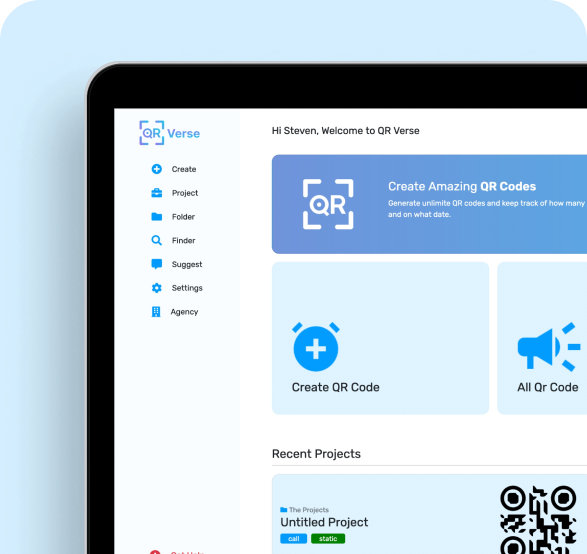 QR Verse
Hi Steven, Welcome to QR Verse
Create
Project
Folder
Finder
Suggest
Settings
Agency
QR
Create Amazing QR Codes
Generate unlimite QR codes and keep track of how many
and on what date.
Create QR Code
All Qr Code
Recent Projects
The Projects
Untitled Project
call
static